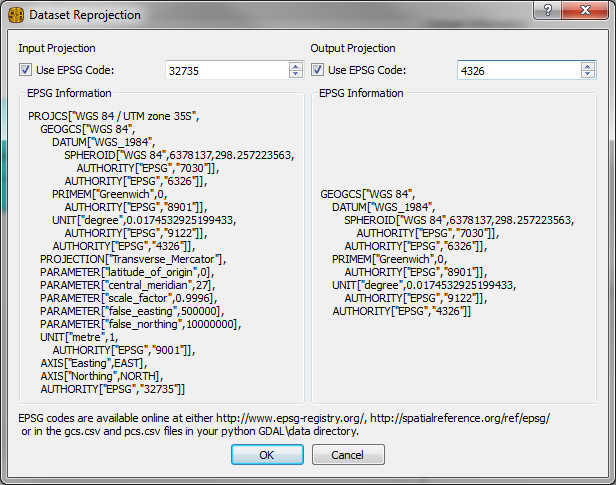 Dataset Reprojection
Input Projection
Use EPSG Code:
32735
EPSG Information
PROJCS["WGS 84 / UTM zone 35S",
GEOGCS["WGS 84",
DATUM["WGS_1984",
SPHEROID["WGS 84",6378137,298.257223563,
AUTHORITY["EPSG","7030"]],
AUTHORITY["EPSG","6326"]],
PRIMEM["Greenwich",0,
AUTHORITY["EPSG","8901"]],
UNIT["degree",0.0174532925199433,
AUTHORITY["EPSG","9122"]],
AUTHORITY["EPSG","4326"]],
PROJECTION["Transverse_Mercator"],
PARAMETER["latitude_of_origin",0],
PARAMETER["central_meridian",27],
PARAMETER["scale_factor",0.9996],
PARAMETER["false_easting",500000],
PARAMETER["false_northing",10000000],
UNIT["metre",1,
AUTHORITY["EPSG","9001"]],
AXIS["Easting",EAST],
AXIS["Northing",NORTH],
AUTHORITY["EPSG","32735"]]
Output Projection
Use EPSG Code:
4326
EPSG Information
GEOGCS["WGS 84",
DATUM["WGS_1984",
SPHEROID["WGS 84",6378137,298.257223563,
AUTHORITY["EPSG","7030"]],
AUTHORITY["EPSG","6326"]],
PRIMEM["Greenwich",0,
AUTHORITY["EPSG","8901"]],
UNIT["degree",0.0174532925199433,
AUTHORITY["EPSG","9122"]],
AUTHORITY["EPSG","4326"]]
EPSG codes are available online at either http://www.epsg-registry.org/, http://spatialreference.org/ref/epsg/
or in the gcs.csv and pcs.csv files in your python GDAL\data directory.
OK
Cancel